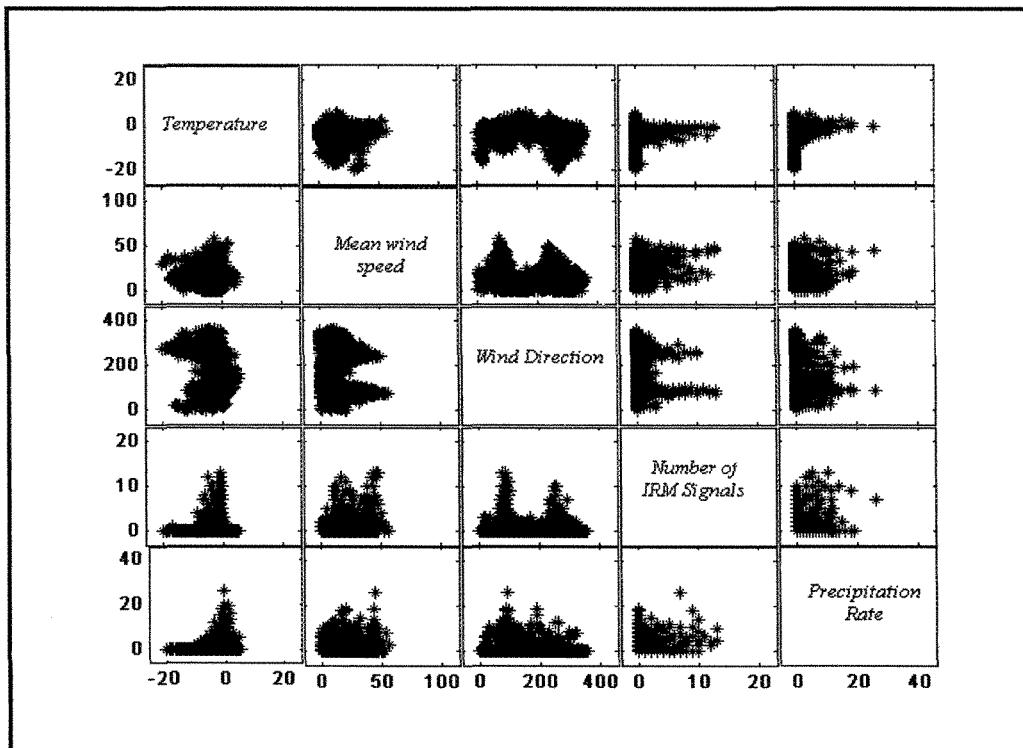 20
Temperature
0
-20
100
Mean wind
speed
50
0
400
Wind Direction
200
0
20
Number of
IRM Signals
10
0
40
Precipitation
Rate
20
0
-20 0 20 0 50 100 0 200 400 0 10 20 0 20 40